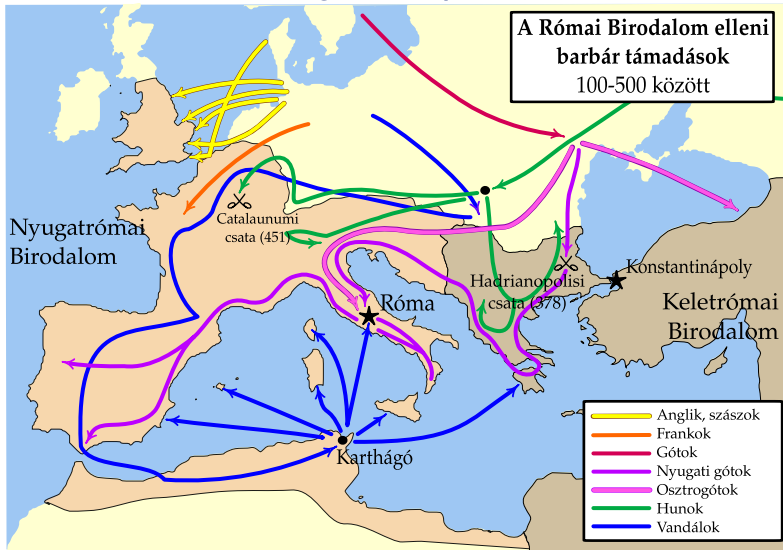 A Római Birodalom elleni
barbár támadások
100-500 között
Nyugatrómai
Birodalom
Catalaunumi
csata (451)
Hadrianopolisi
csata (378)
Konstantinápoly
Keletrómai
Birodalom
Róma
Karthágó
Anglik, szászok
Frankok
Gótok
Nyugati gótok
Osztrogótok
Hunok
Vandálok